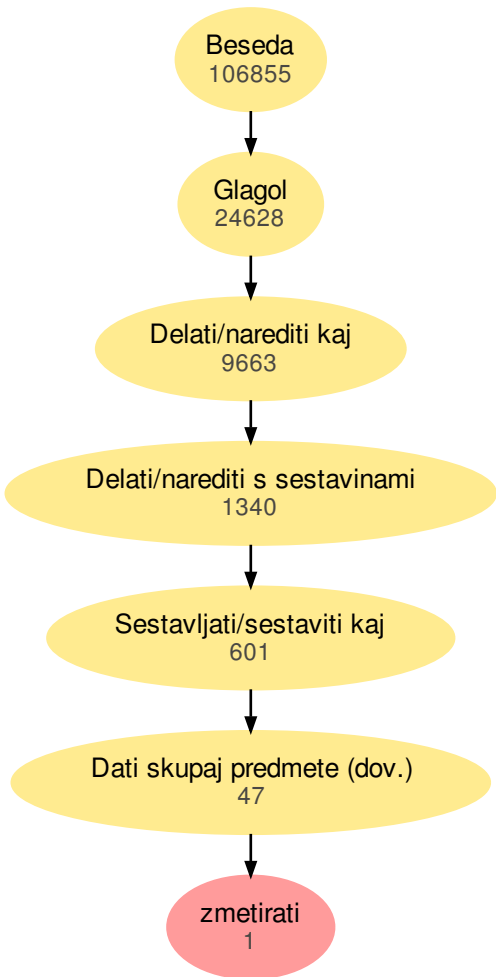 Beseda
106855
Glagol
24628
Delati/narediti kaj
9663
Delati/narediti s sestavinami
1340
Sestavljati/sestaviti kaj
601
Dati skupaj predmete (dov.)
47
zmetirati
1